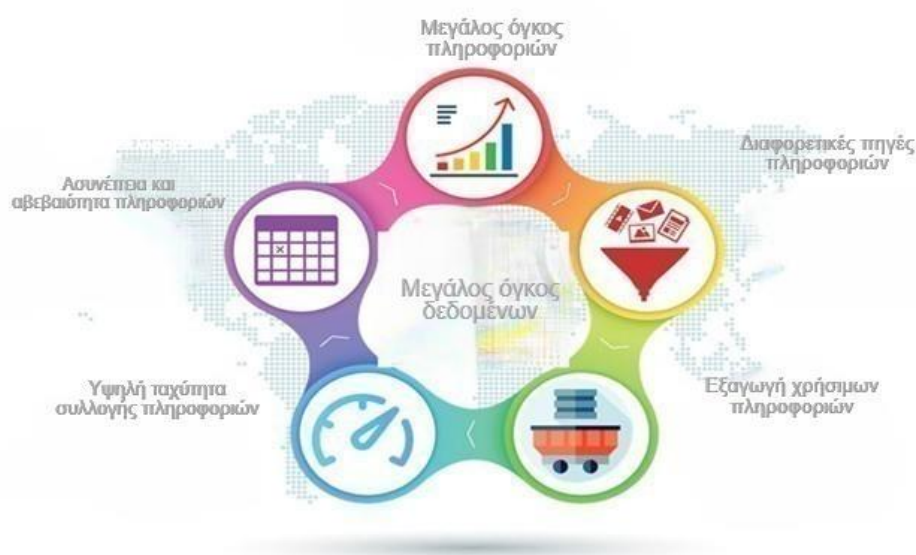 Μεγάλος όγκος
πληροφοριών
Διαφορετικές πηγές
πληροφοριών
Ασυνέπεια και
αβεβαιότητα πληροφοριών
Μεγάλος όγκος
δεδομένων
Υψηλή ταχύτητα
συλλογής πληροφοριών
Εξαγωγή χρήσιμων
πληροφοριών